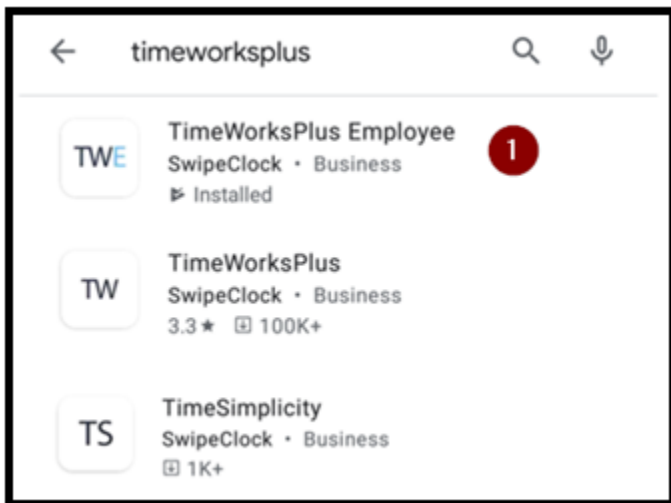 timeworksplus
TWE
TimeWorksPlus Employee
SwipeClock • Business
Installed
1
TW
TimeWorksPlus
SwipeClock • Business
3.3★ 100K+
TS
TimeSimplicity
SwipeClock • Business
1K+